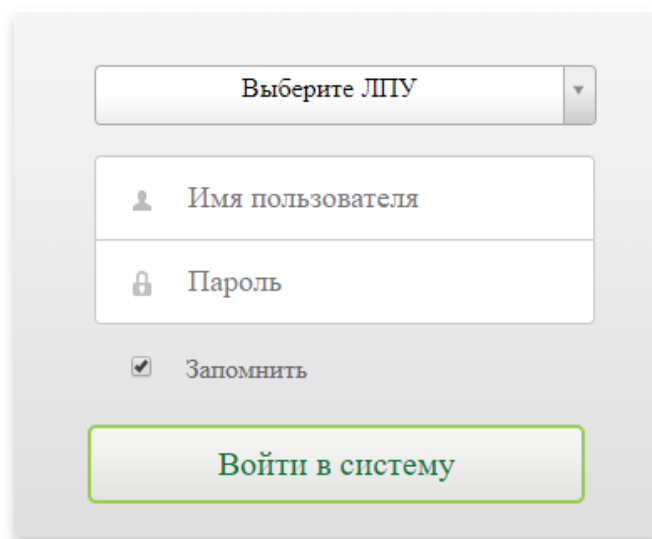 Выберите ЛПУ
Имя пользователя
Пароль
Запомнить
Войти в систему